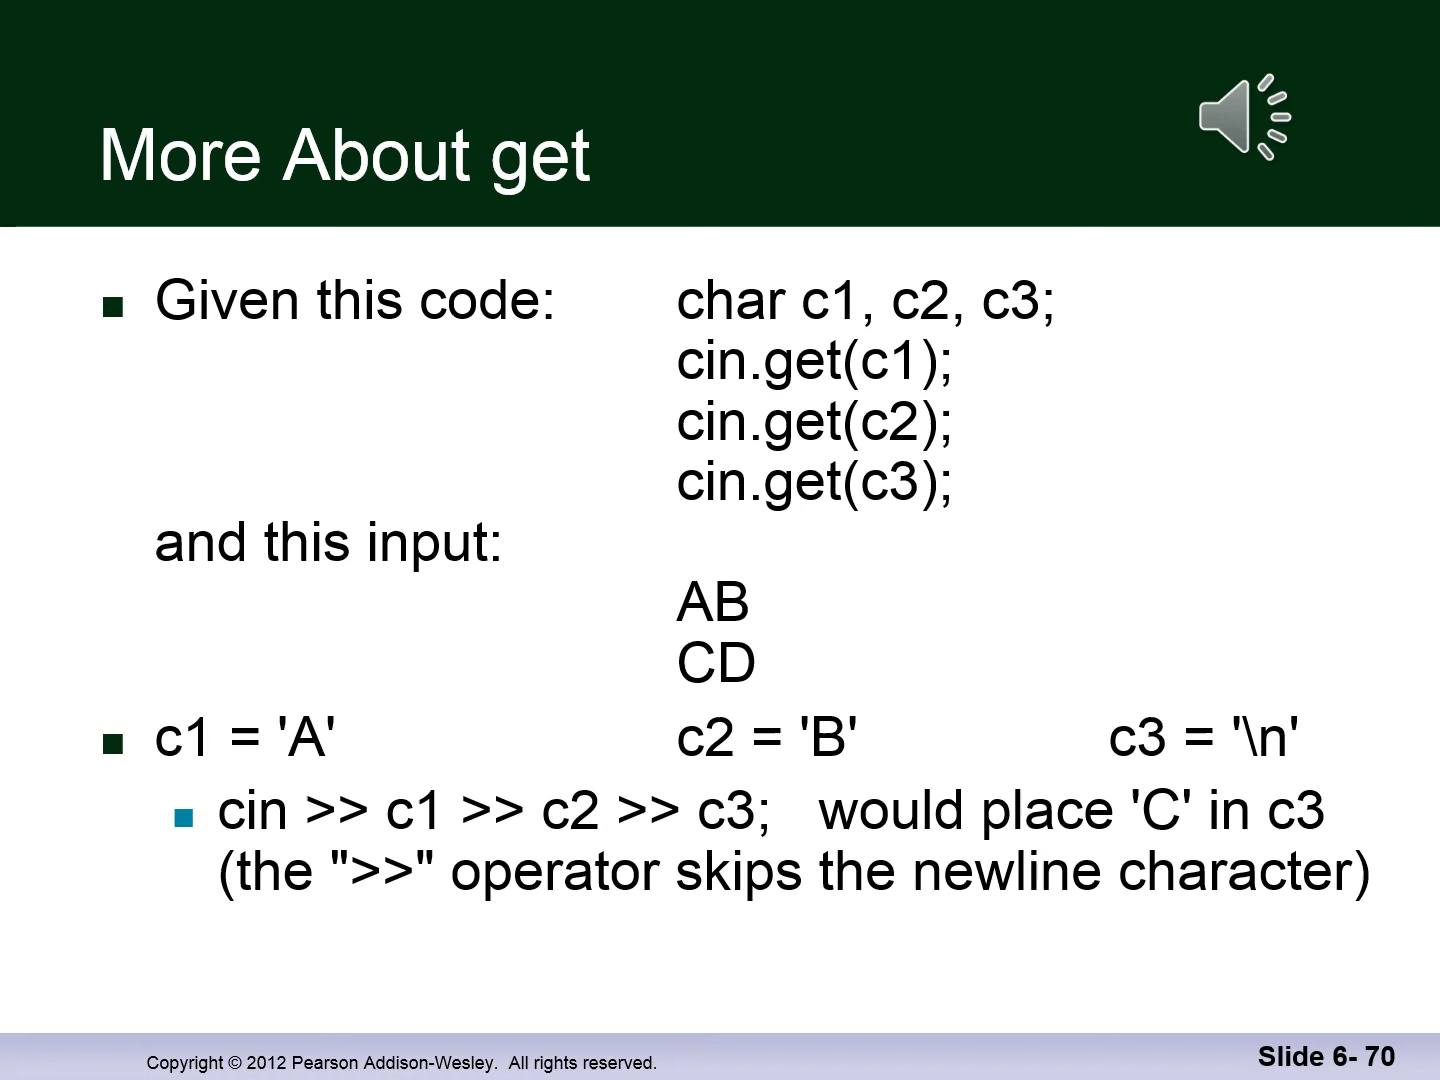 More About get
Given this code: char c1, c2, c3;
cin.get(c1);
cin.get(c2);
cin.get(c3);
and this input:
AB
CD
c1 = 'A' c2 = 'B' c3 = '\n'
cin >> c1 >> c2 >> c3; would place 'C' in c3
(the ">>" operator skips the newline character)
Copyright © 2012 Pearson Addison-Wesley. All rights reserved.
Slide 6- 70